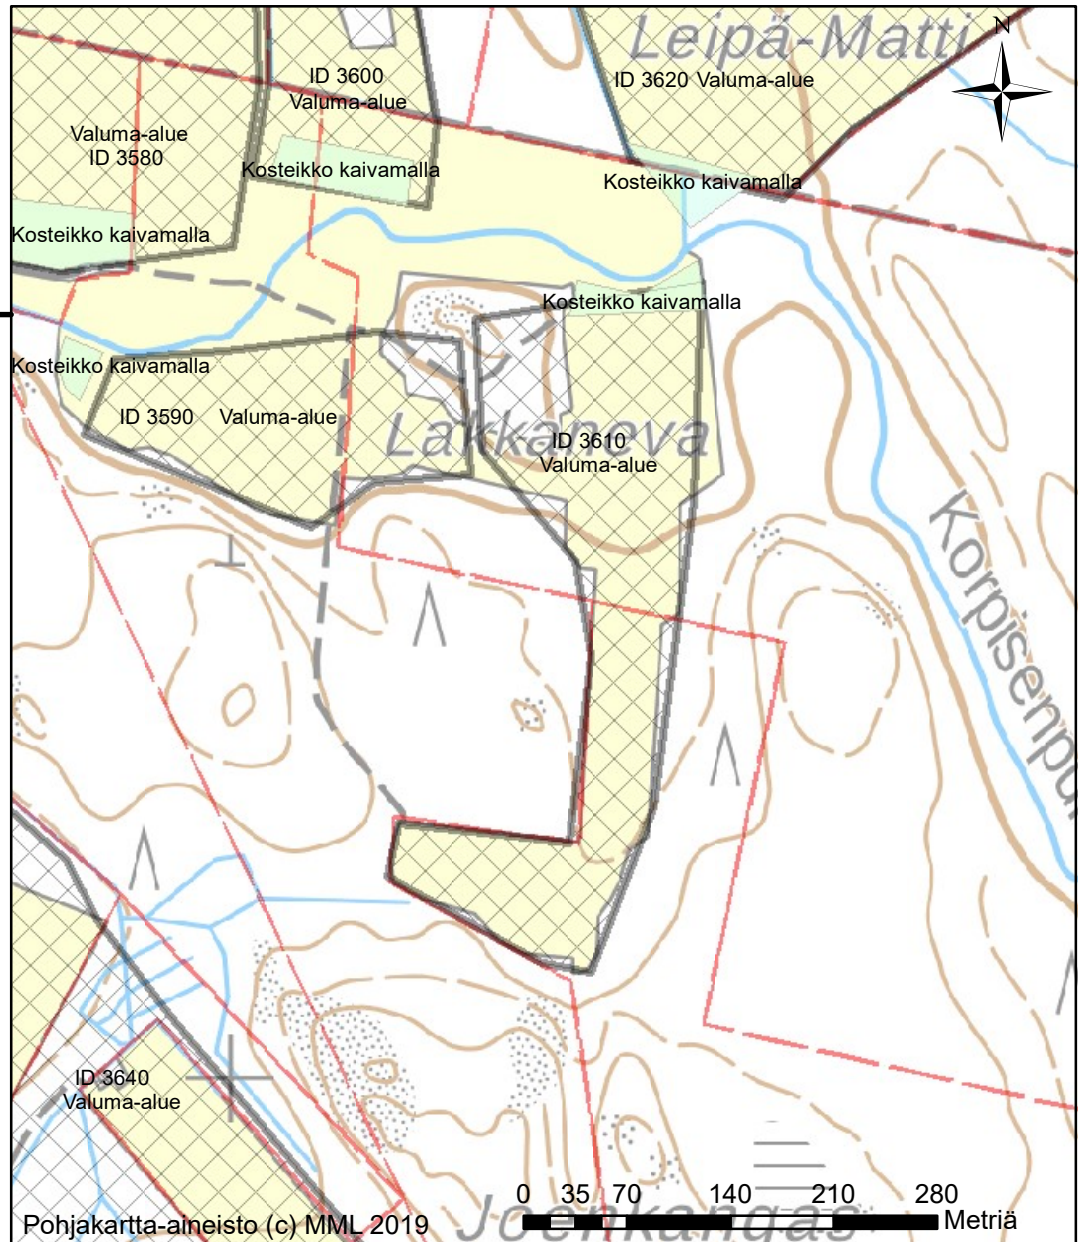 Leipä-Matti
N
ID 3600
Valuma-alue
ID 3620 Valuma-alue
Valuma-alue
ID 3580
Kosteikko kaivamalla
Kosteikko kaivamalla
Kosteikko kaivamalla
Kosteikko kaivamalla
Kosteikko kaivamalla
ID 3590 Valuma-alue
Lakkaneva
ID 3610
Valuma-alue
ID 3640
Valuma-alue
0 35 70 140 210 280
Metriä
Pohjakartta-aineisto (c) MML 2019
Joenkangas